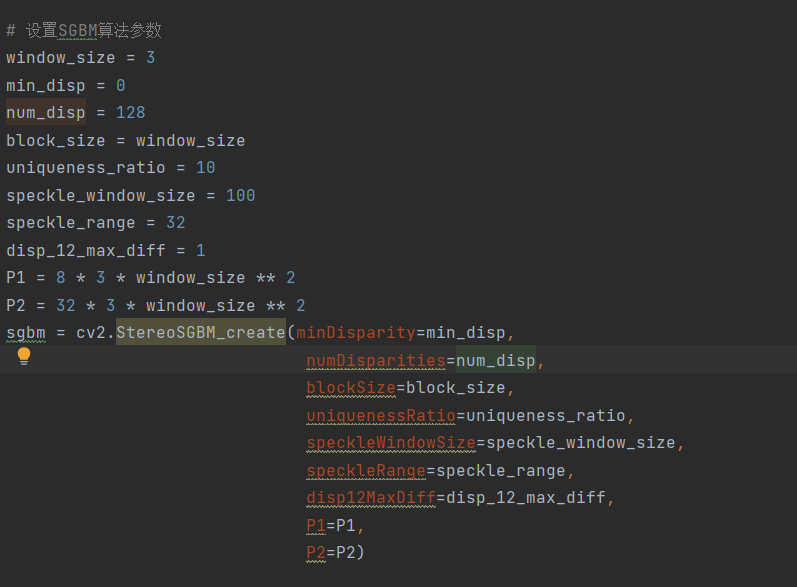 # 设置SGBM算法参数
window_size = 3
min_disp = 0
num_disp = 128
block_size = window_size
uniqueness_ratio = 10
speckle_window_size = 100
speckle_range = 32
disp_12_max_diff = 1
P1 = 8 * 3 * window_size ** 2
P2 = 32 * 3 * window_size ** 2
sgbm = cv2.StereoSGBM_create(minDisparity=min_disp,
numDisparities=num_disp,
blockSize=block_size,
uniquenessRatio=uniqueness_ratio,
speckleWindowSize=speckle_window_size,
speckleRange=speckle_range,
disp12MaxDiff=disp_12_max_diff,
P1=P1,
P2=P2)